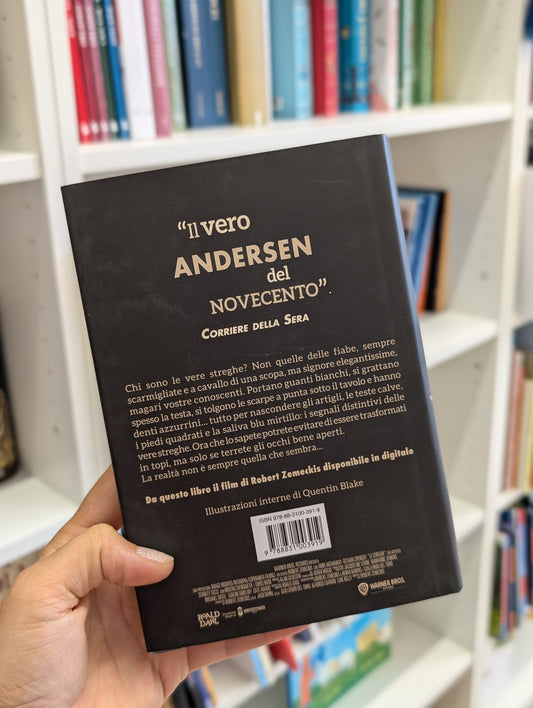 “Il vero
ANDERSEN
del
NOVECENTO”
CORRIERE DELLA SERA
Chi sono le vere streghe? Non quelle delle fiabe, sempre
scarmigliate e a cavallo di una scopa, ma signore elegantissime,
magari vostre conoscenti. Portano guanti bianchi, si grattano
spesso la testa, si tolgono le scarpe a punta sotto il tavolo e hanno
denti azzurrini... tutto per nascondere gli artigli, le teste calve,
i piedi quadrati e la saliva blu mirtillo: i segnali distintivi delle
vere streghe. Ora che lo sapete potrete evitare di essere trasformati
in topi, ma solo se terrete gli occhi bene aperti.
La realtà non è sempre quella che sembra...
Da questo libro il film di Robert Zemeckis disponibile in digitale
Illustrazioni interne di Quentin Blake
ISBN 978-88-3100-391-9
9 788831 003919
ROALD
DAHL
WARNER BROS.